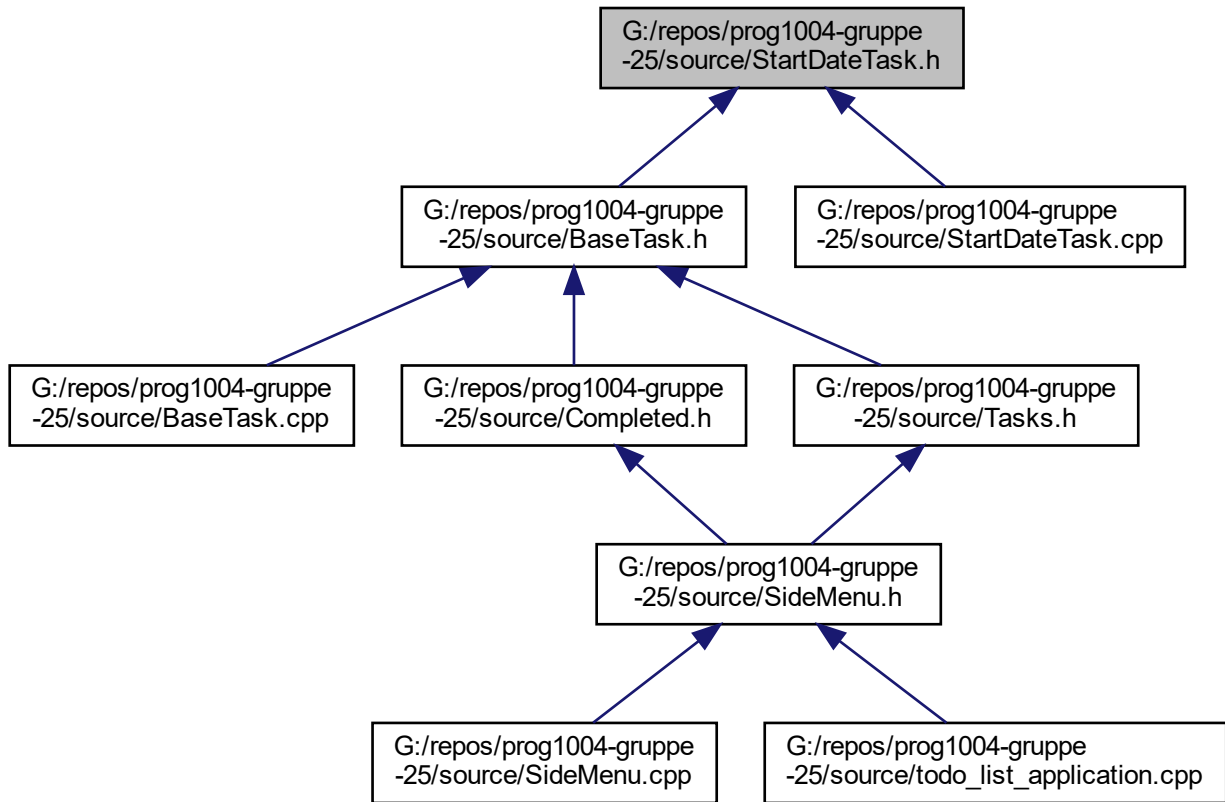 G:/repos/prog1004-gruppe
-25/source/StartDateTask.h
G:/repos/prog1004-gruppe
-25/source/BaseTask.h
G:/repos/prog1004-gruppe
-25/source/StartDateTask.cpp
G:/repos/prog1004-gruppe
-25/source/BaseTask.cpp
G:/repos/prog1004-gruppe
-25/source/Completed.h
G:/repos/prog1004-gruppe
-25/source/Tasks.h
G:/repos/prog1004-gruppe
-25/source/SideMenu.h
G:/repos/prog1004-gruppe
-25/source/SideMenu.cpp
G:/repos/prog1004-gruppe
-25/source/todo_list_application.cpp